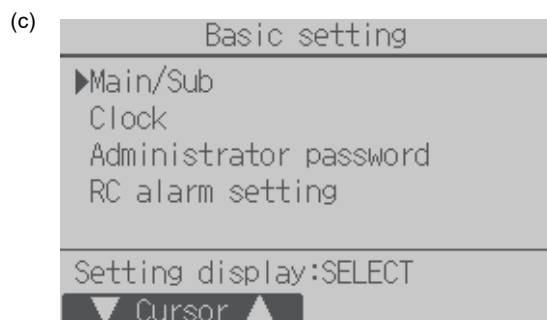 (c)
Basic setting
▶Main/Sub
Clock
Administrator password
RC alarm setting
Setting display:SELECT
▼ Cursor ▲